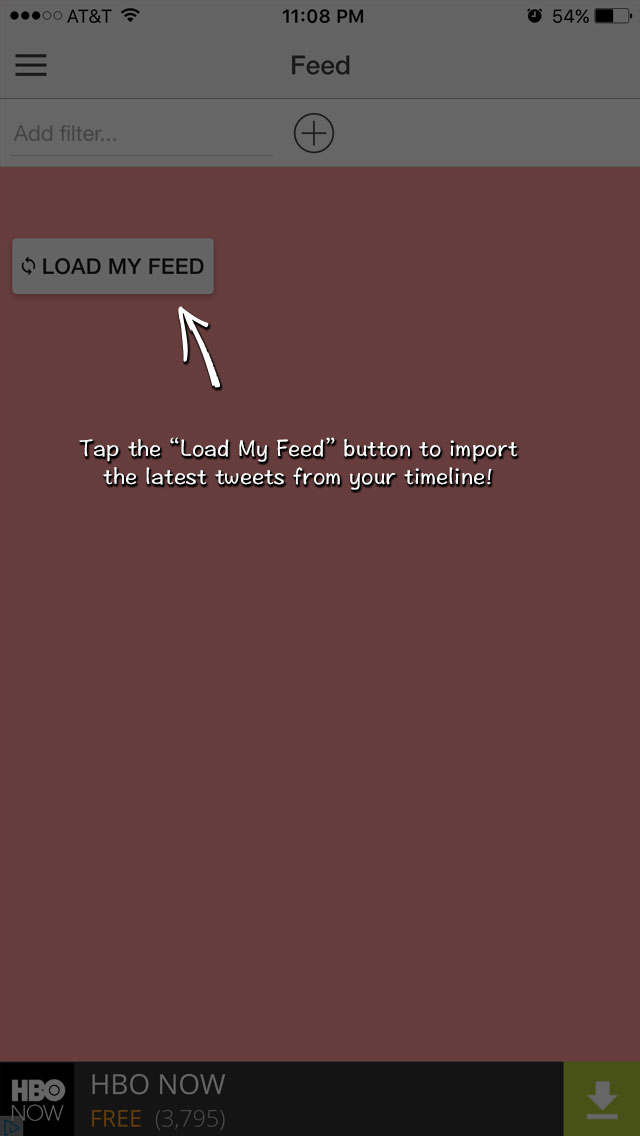 AT&T 11:08 PM 54%
Feed
Add filter...
LOAD MY FEED
Tap the “Load My Feed” button to import
the latest tweets from your timeline!
HBO
NOW
HBO NOW
FREE (3,795)